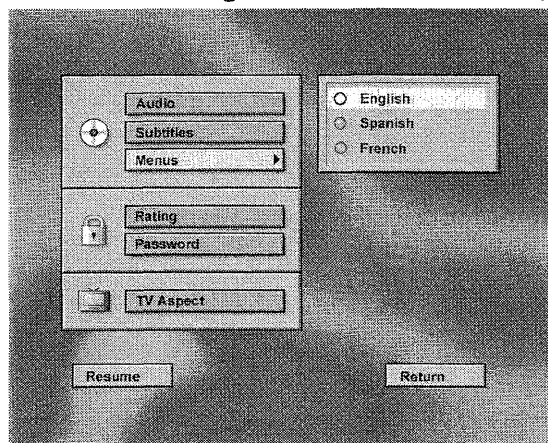 Audio
Subtitles
Menus
English
Spanish
French
Rating
Password
TV Aspect
Resume
Return